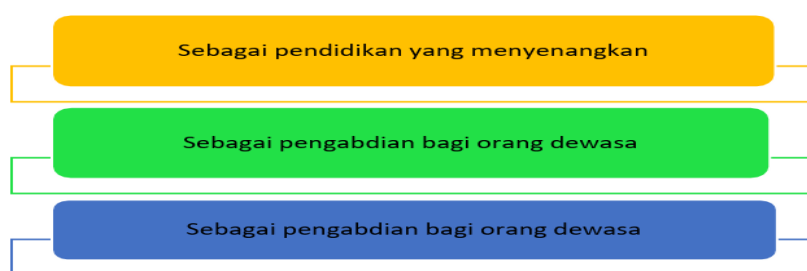 Sebagai pendidikan yang menyenangkan
Sebagai pengabdian bagi orang dewasa
Sebagai pengabdian bagi orang dewasa